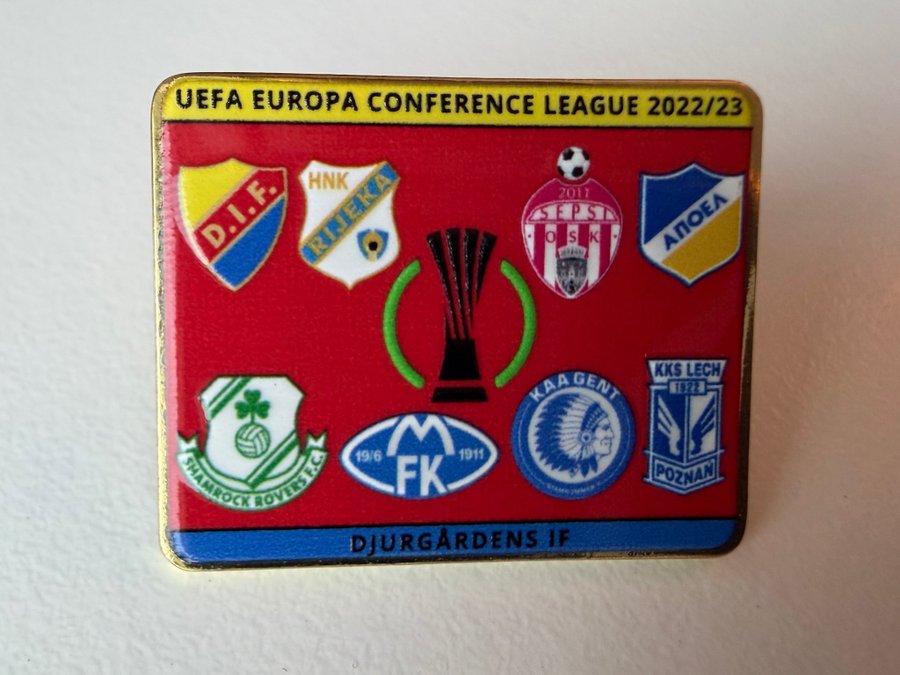 UEFA EUROPA CONFERENCE LEAGUE 2022/23
D.I.F.
HNK
RIJEKA
2011
SEPSI
OSK
ΑΠΟΕΛ
SHAMROCK ROVERS F.C.
M
FK
19/6 1911
KAA GENT
KKS LECH
1922
POZNAŃ
DJURGÅRDENS IF